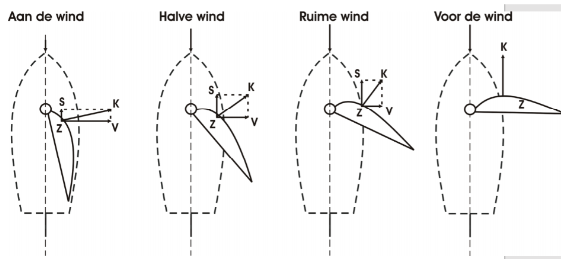 Aan de wind
Halve wind
Ruime wind
Voor de wind
S
K
Z
V
S
K
Z
V
S
K
Z
V
K
Z